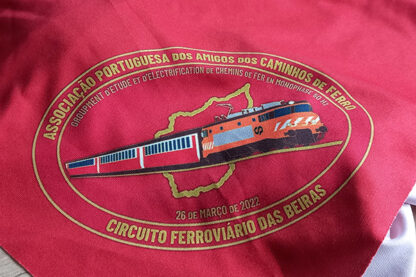 ASSOCIAÇÃO PORTUGUESA DOS AMIGOS DOS CAMINHOS DE FERRO
GROUPMENT D'ETUDE ET D'ÉLECTRIFICATION DE CHEMINS DE FER EN MONOPHASÉ 50 HZ
26 DE MARÇO DE 2022
CIRCUITO FERROVIÁRIO DAS BEIRAS